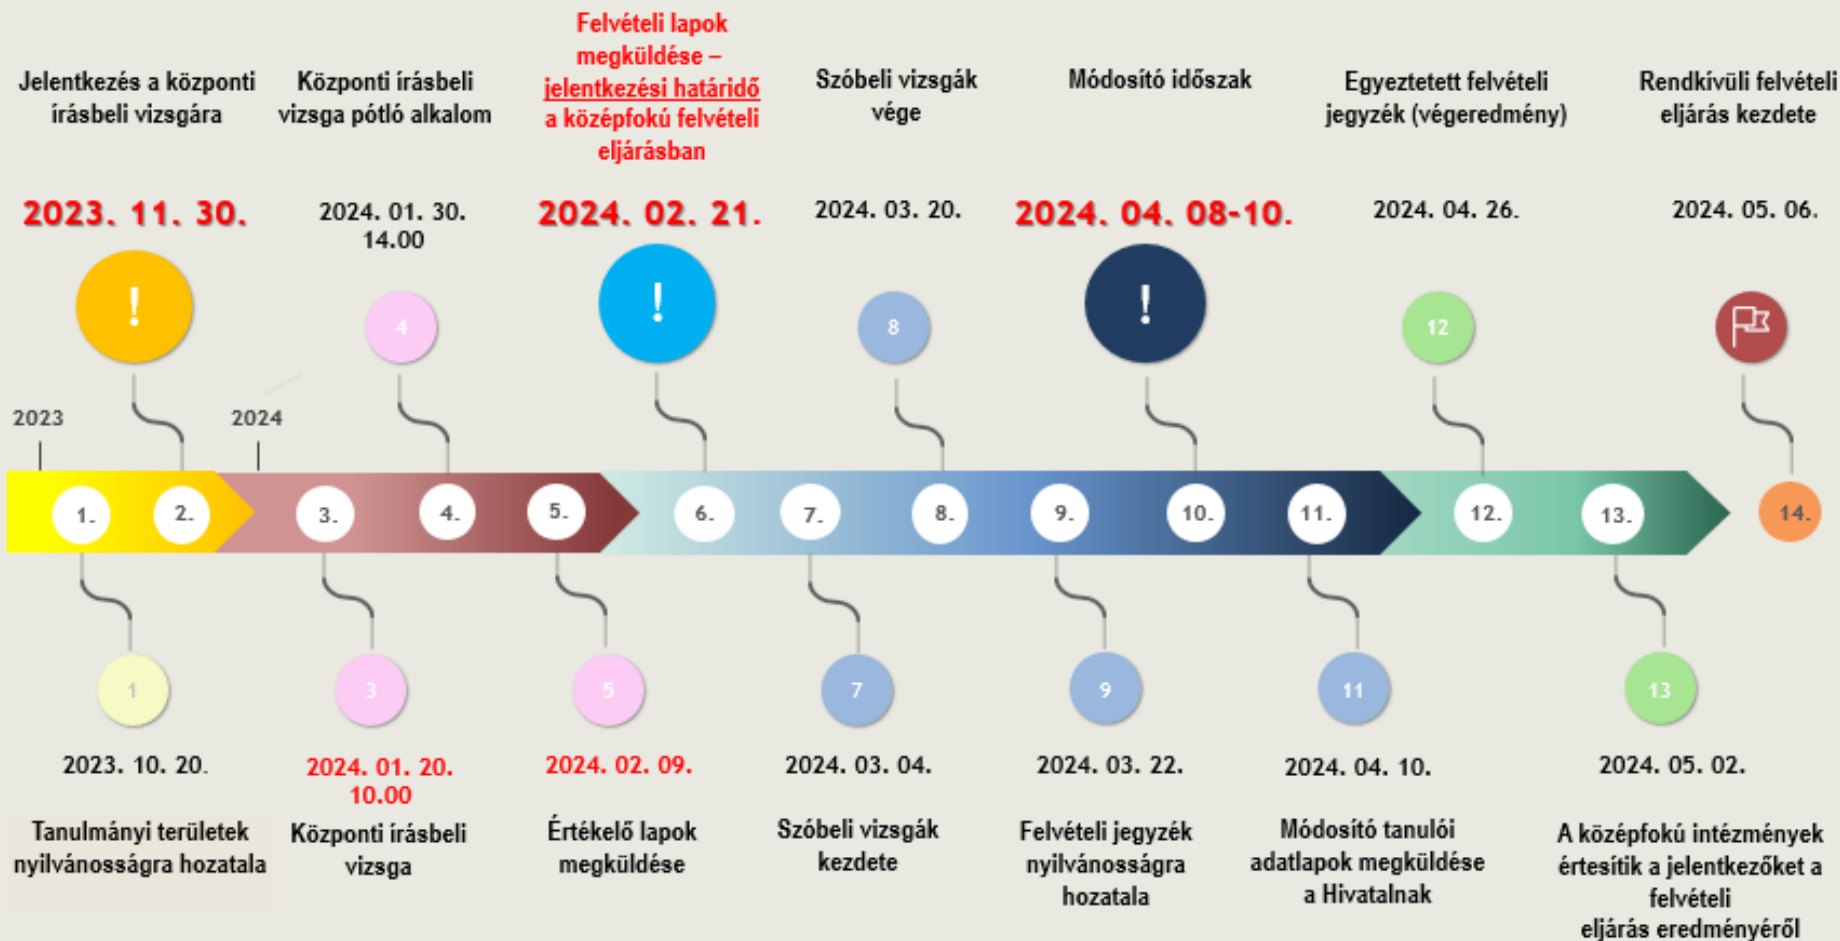 Jelentkezés a központi
írásbeli vizsgára
2023. 11. 30.
!
Központi írásbeli
vizsga pótló alkalom
2024. 01. 30.
14.00
4
Felvételi lapok
megküldése –
jelentkezési határidő
a középfokú felvételi
eljárásban
2024. 02. 21.
!
Szóbeli vizsgák
vége
2024. 03. 20.
8
Módosító időszak
2024. 04. 08-10.
!
Egyeztetett felvételi
jegyzék (végeredmény)
2024. 04. 26.
12
Rendkívüli felvételi
eljárás kezdete
2024. 05. 06.
2023
2024
1.
2.
3.
4.
5.
6.
7.
8.
9.
10.
11.
12.
13.
14.
1
2023. 10. 20.
Tanulmányi területek
nyilvánosságra hozatala
3
2024. 01. 20.
10.00
Központi írásbeli
vizsga
5
2024. 02. 09.
Értékelő lapok
megküldése
7
2024. 03. 04.
Szóbeli vizsgák
kezdete
9
2024. 03. 22.
Felvételi jegyzék
nyilvánosságra
hozatala
11
2024. 04. 10.
Módosító tanulói
adatlapok megküldése
a Hivatalnak
13
2024. 05. 02.
A középfokú intézmények
értesítik a jelentkezőket a
felvételi
eljárás eredményéről